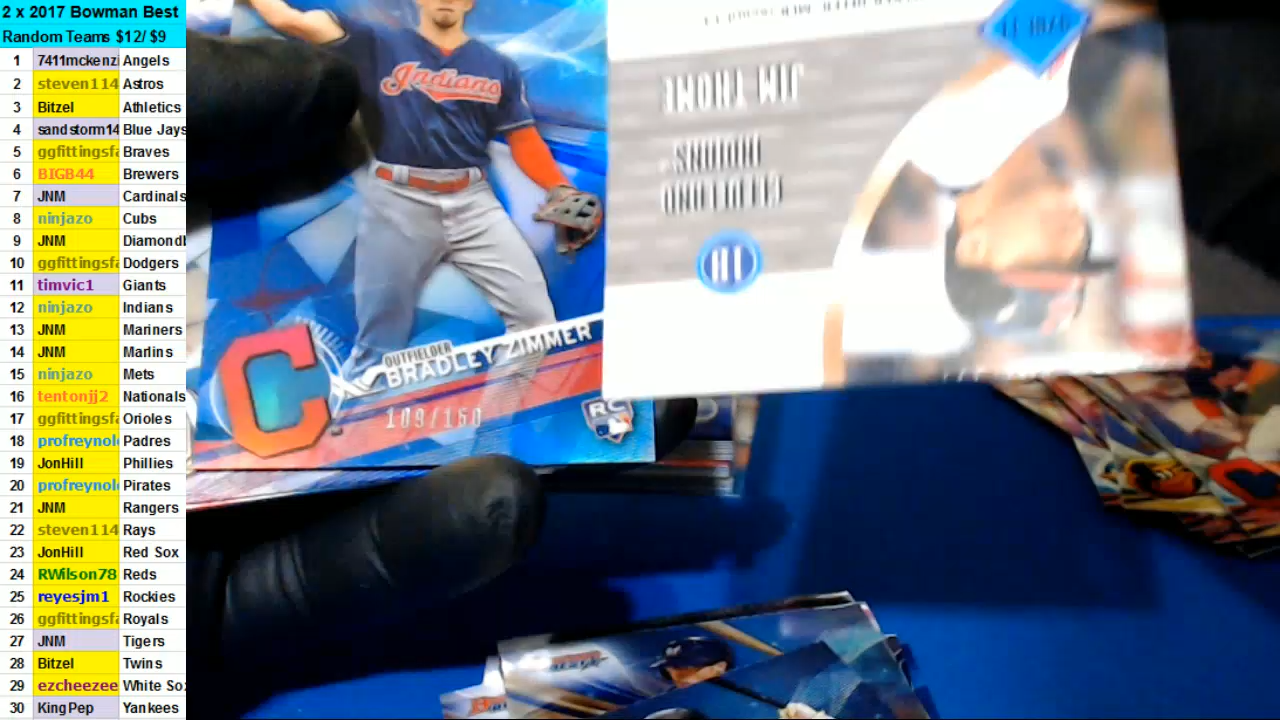 2 x 2017 Bowman Best
Random Teams $12/ $9
1 7411mckenzi Angels
2 steven114 Astros
3 Bitzel Athletics
4 sandstorm14 Blue Jays
5 ggfittingsfa Braves
6 BIGB44 Brewers
7 JNM Cardinals
8 ninjazo Cubs
9 JNM Diamondb
10 ggfittingsfa Dodgers
11 timvic1 Giants
12 ninjazo Indians
13 JNM Mariners
14 JNM Marlins
15 ninjazo Mets
16 tentonjj2 Nationals
17 ggfittingsfa Orioles
18 profreynol Padres
19 JonHill Phillies
20 profreynol Pirates
21 JNM Rangers
22 steven114 Rays
23 JonHill Red Sox
24 RWilson78 Reds
25 reyesjm1 Rockies
26 ggfittingsfa Royals
27 JNM Tigers
28 Bitzel Twins
29 ezcheezee White Sox
30 KingPep Yankees
Indians
C
OUTFIELDER
BRADLEY ZIMMER
109/150
RC
JIM THOME
CLEVELAND
INDIANS